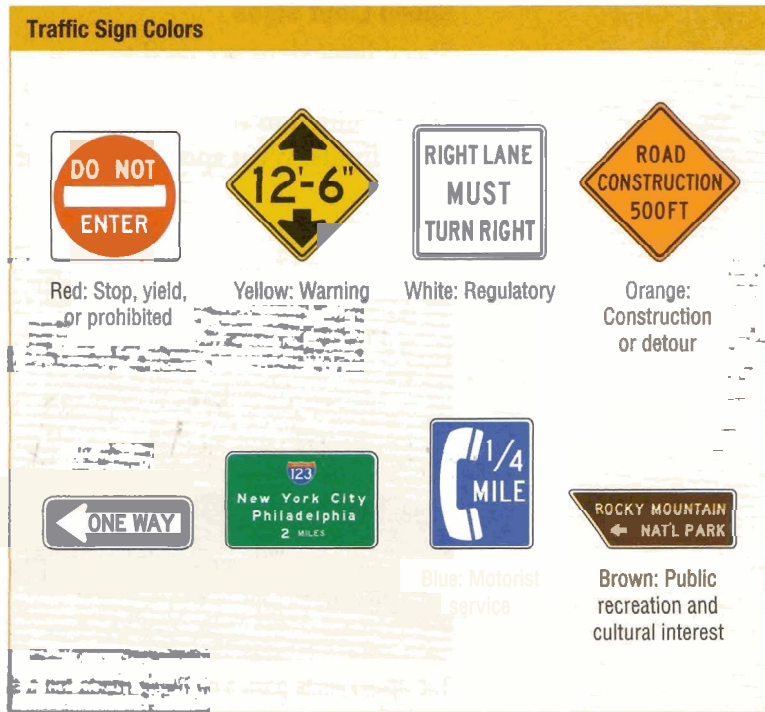 Traffic Sign Colors
DO NOT
ENTER
Red: Stop, yield,
or prohibited
12'-6"
Yellow: Warning
RIGHT LANE
MUST
TURN RIGHT
White: Regulatory
ROAD
CONSTRUCTION
500FT
Orange:
Construction
or detour
ONE WAY
123
New York City
Philadelphia
2 MILES
1/4
MILE
Blue: Motorist
service
ROCKY MOUNTAIN
NAT'L PARK
Brown: Public
recreation and
cultural interest